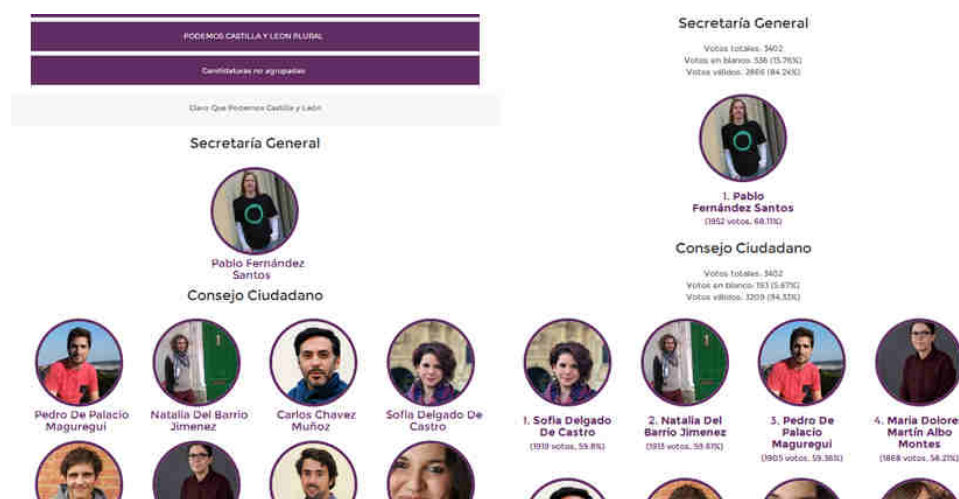 PODEMOS CASTILLA Y LEON PLURAL
Candidaturas no agrupadas
Claro Que Podemos Castilla y León
Secretaría General
Pablo Fernández
Santos
Consejo Ciudadano
Pedro De Palacio
Maguregui
Natalia Del Barrio
Jimenez
Carlos Chavez
Muñoz
Sofía Delgado De
Castro
Secretaría General
Votos totales: 3402
Votos en blanco: 536 (15.76%)
Votos válidos: 2866 (84.24%)
1. Pablo
Fernández Santos
(1952 votos, 68.11%)
Consejo Ciudadano
Votos totales: 3402
Votos en blanco: 193 (5.67%)
Votos válidos: 3209 (94.33%)
1. Sofía Delgado
De Castro
(1919 votos, 59.8%)
2. Natalia Del
Barrio Jimenez
(1913 votos, 59.61%)
3. Pedro De
Palacio
Maguregui
(1905 votos, 59.36%)
4. Maria Dolore
Martín Albo
Montes
(1868 votos, 58.21%)